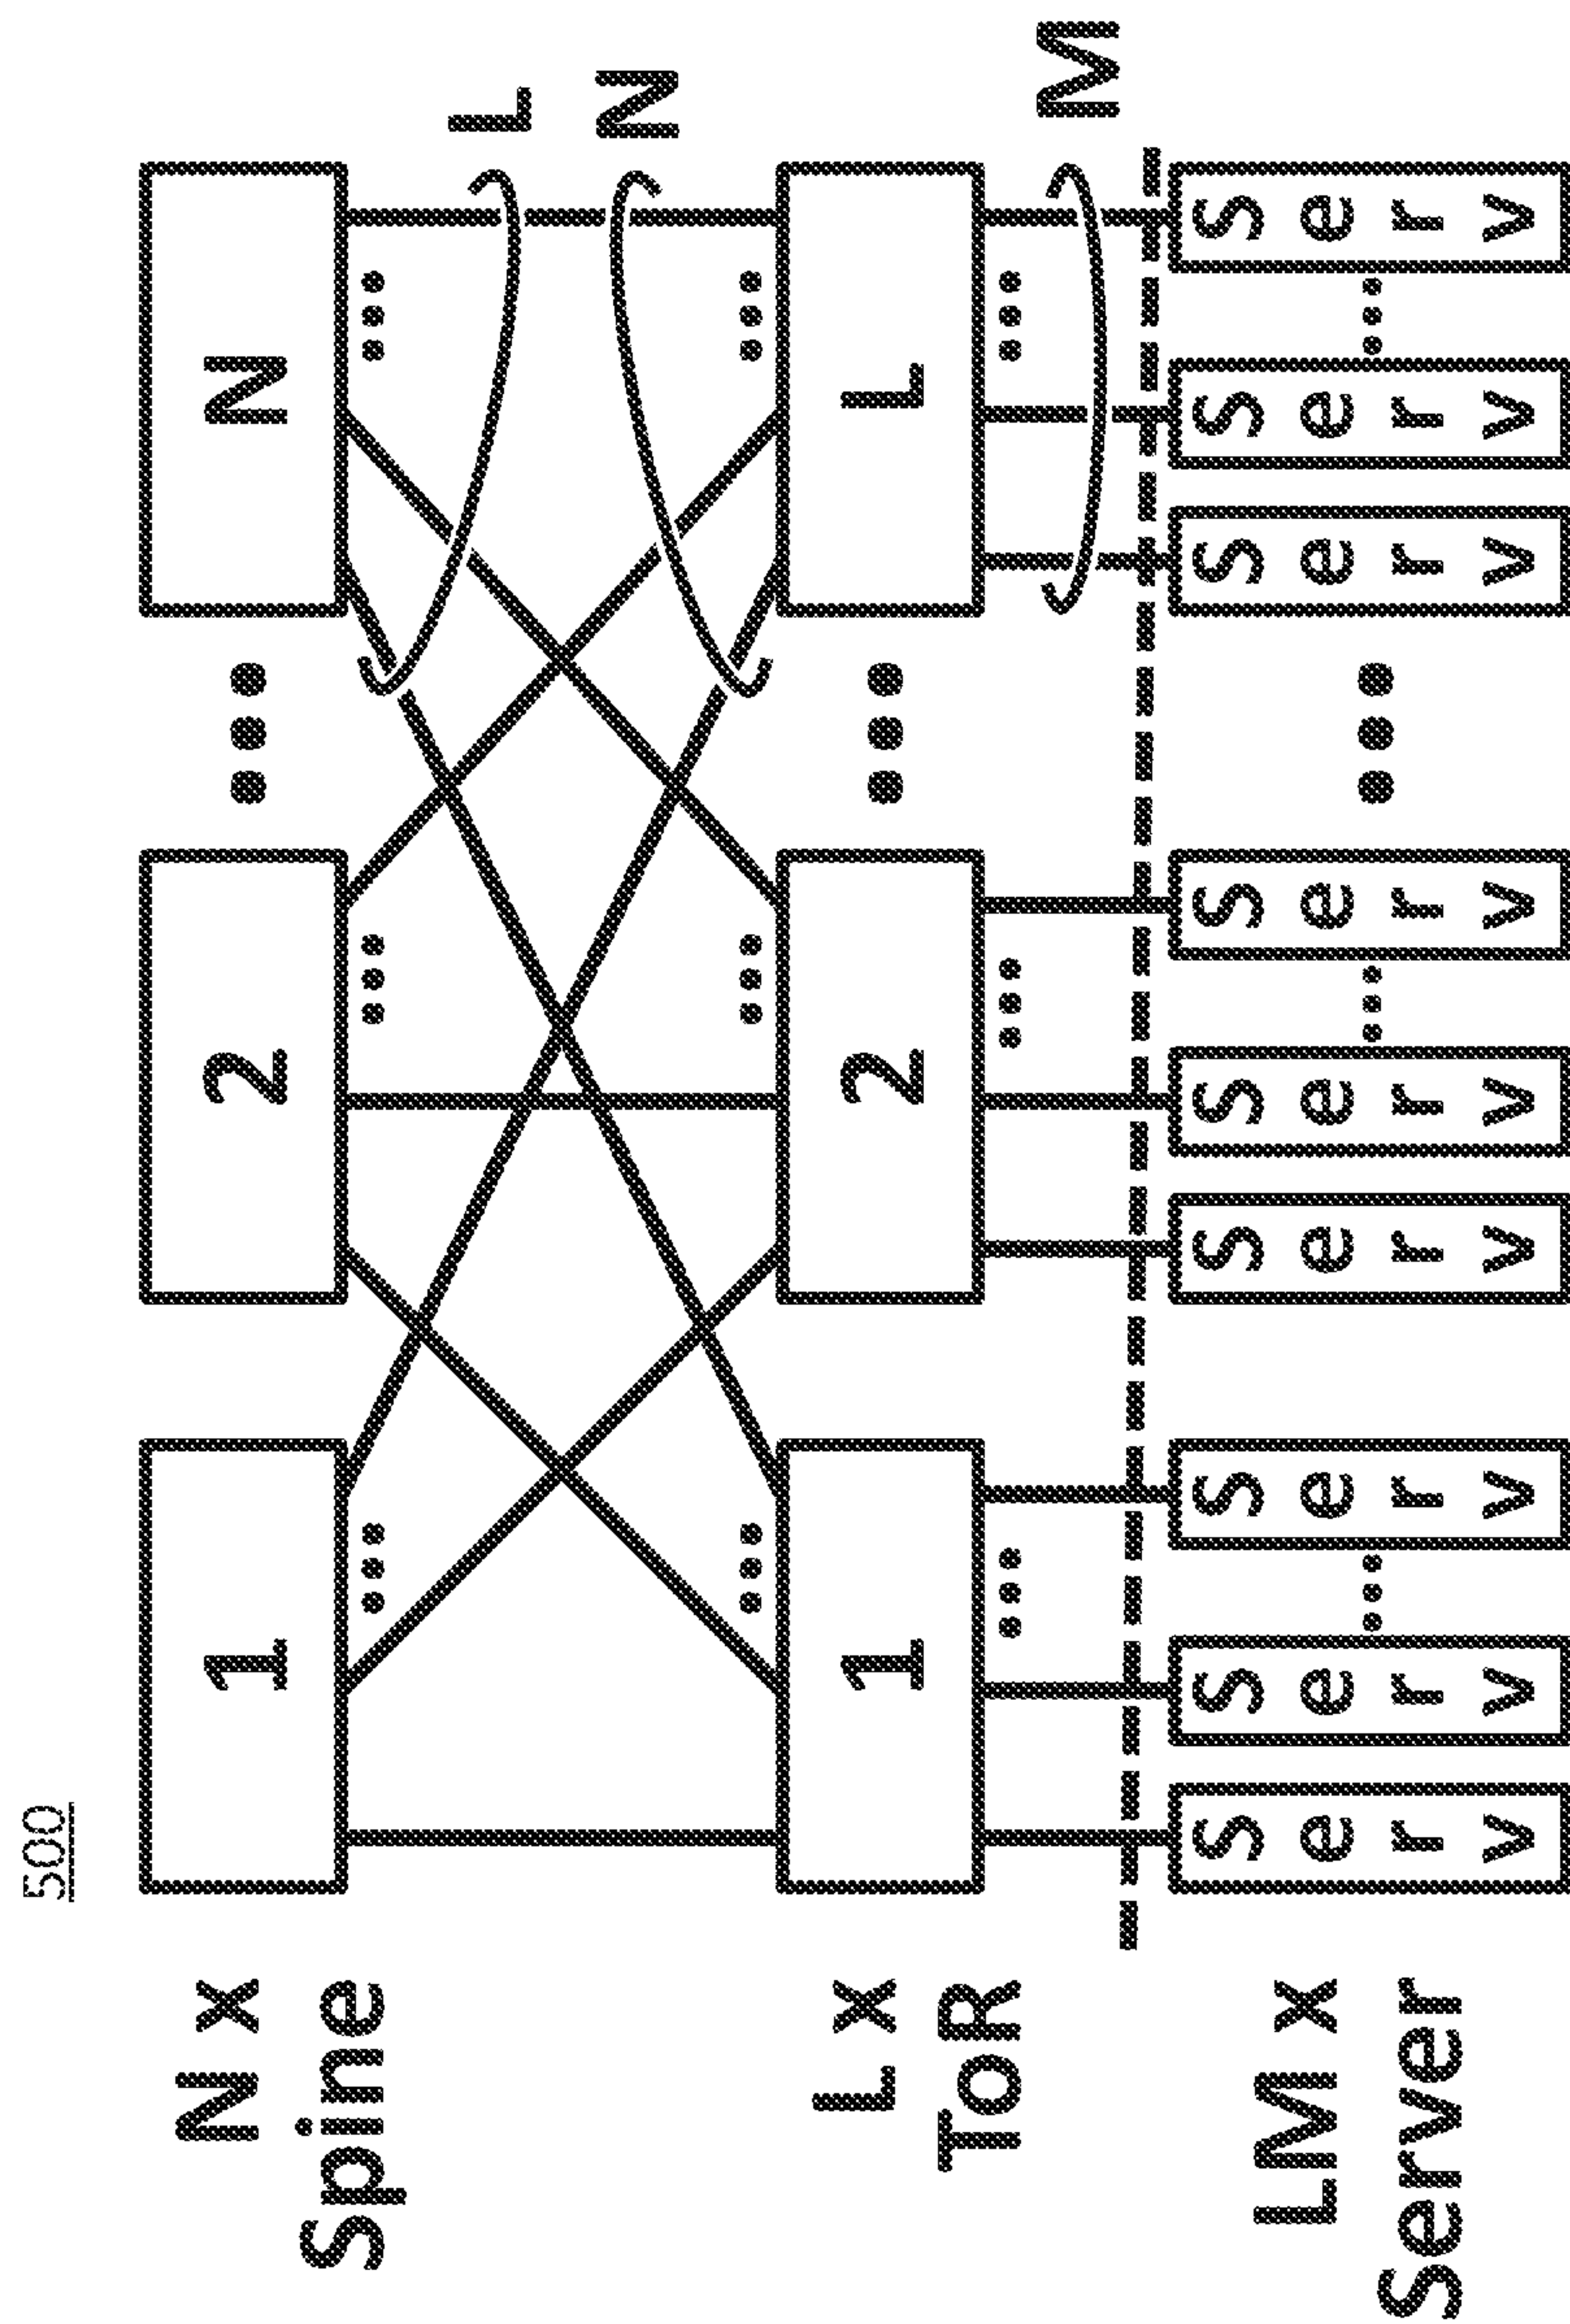 500
N x
Spine
1
2
...
N
L
N
L x
ToR
1
2
...
L
M
LM x
Server
Serv
Serv
...
Serv
Serv
Serv
...
Serv
...
Serv
Serv
...
Serv